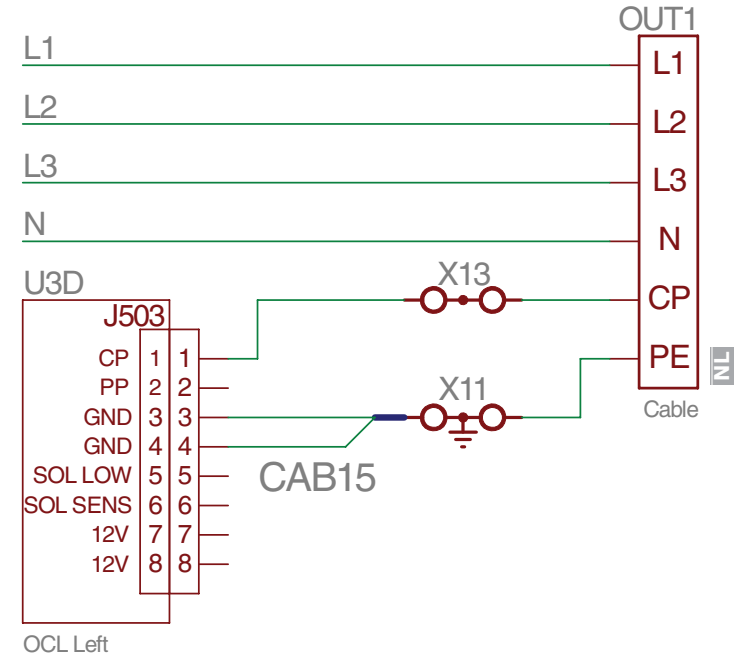 OUT1
L1 L1
L2 L2
L3 L3
N N
U3D X13 CP
J503
CP 1 1 PE NL
PP 2 2 X11
GND 3 3 Cable
GND 4 4
SOL LOW 5 5 CAB15
SOL SENS 6 6
12V 7 7
12V 8 8
OCL Left